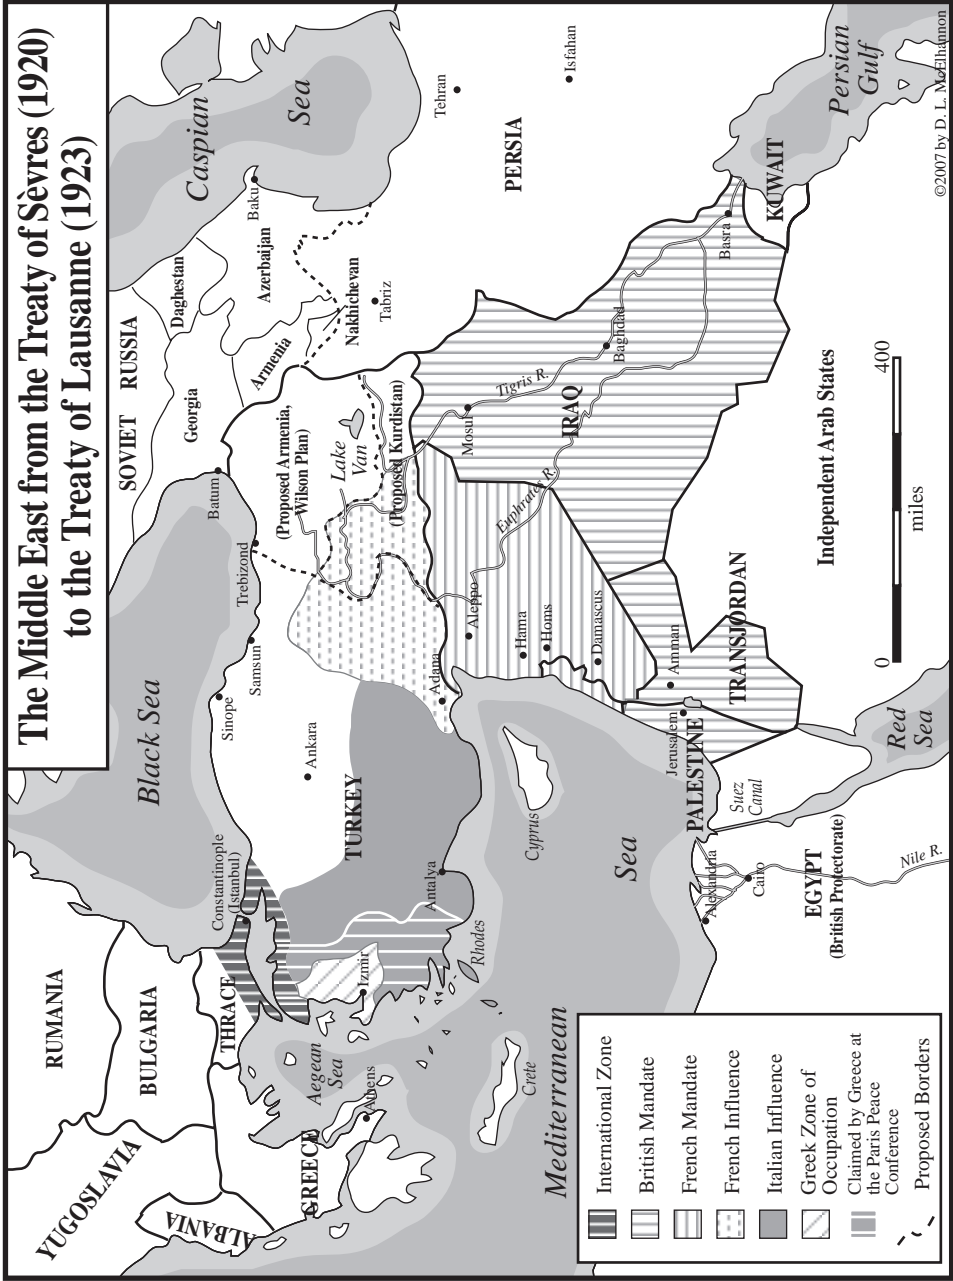 The Middle East from the Treaty of Sèvres (1920)
to the Treaty of Lausanne (1923)
RUMANIA
YUGOSLAVIA
BULGARIA
ALBANIA
GREECE
THRACE
Athens
Aegean
Sea
Crete
Rhodes
Black Sea
Constantinople
(Istanbul)
Izmir
Antalya
TURKEY
Ankara
Sinope
Samsun
Trebizond
Batum
Adana
Cyprus
Mediterranean
Sea
SOVIET RUSSIA
Georgia
Daghestan
Azerbaijan
Armenia
Nakhichevan
Baku
Caspian
Sea
Tabriz
Tehran
Isfahan
PERSIA
(Proposed Armenia,
Wilson Plan)
Lake
Van
(Proposed Kurdistan)
Mosul
Tigris R.
Euphrates R.
IRAQ
Baghdad
Basra
KUWAIT
Persian
Gulf
Aleppo
Hama
Homs
Damascus
Amman
TRANSJORDAN
Jerusalem
PALESTINE
Suez
Canal
Alexandria
Cairo
EGYPT
(British Protectorate)
Nile R.
Red
Sea
Independent Arab States
0
400
miles
International Zone
British Mandate
French Mandate
French Influence
Italian Influence
Greek Zone of
Occupation
Claimed by Greece at
the Paris Peace
Conference
Proposed Borders
©2007 by D. L. McElhannon